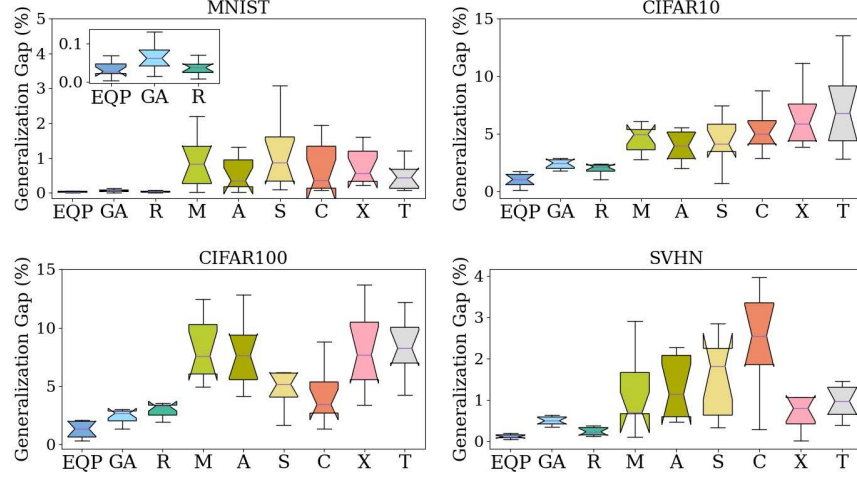 MNIST
Generalization Gap (%)
5
4
3
2
1
0
0.1
0.0
EQP GA R
EQP GA R M A S C X T
CIFAR10
Generalization Gap (%)
15
10
5
0
EQP GA R M A S C X T
CIFAR100
Generalization Gap (%)
15
10
5
0
EQP GA R M A S C X T
SVHN
Generalization Gap (%)
4
3
2
1
0
EQP GA R M A S C X T